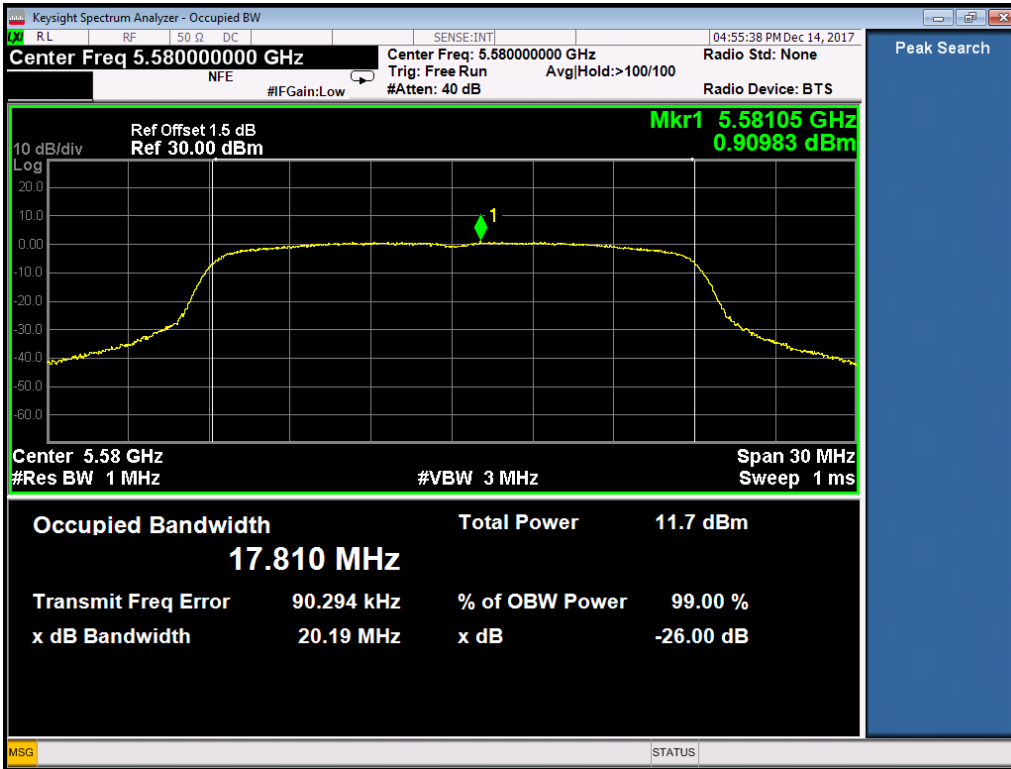 Keysight Spectrum Analyzer - Occupied BW
LXI RL RF 50 Ω DC SENSE:INT 04:55:38 PM Dec 14, 2017
Center Freq 5.580000000 GHz Center Freq: 5.580000000 GHz Radio Std: None
NFE Trig: Free Run Avg|Hold:>100/100
#IFGain:Low #Atten: 40 dB Radio Device: BTS
Peak Search
Mkr1 5.58105 GHz
Ref Offset 1.5 dB
10 dB/div Ref 30.00 dBm 0.90983 dBm
Log
20.0
10.0
1
0.00
-10.0
-20.0
-30.0
-40.0
-50.0
-60.0
Center 5.58 GHz Span 30 MHz
#Res BW 1 MHz #VBW 3 MHz Sweep 1 ms
Occupied Bandwidth Total Power 11.7 dBm
17.810 MHz
Transmit Freq Error 90.294 kHz % of OBW Power 99.00 %
x dB Bandwidth 20.19 MHz x dB -26.00 dB
MSG STATUS